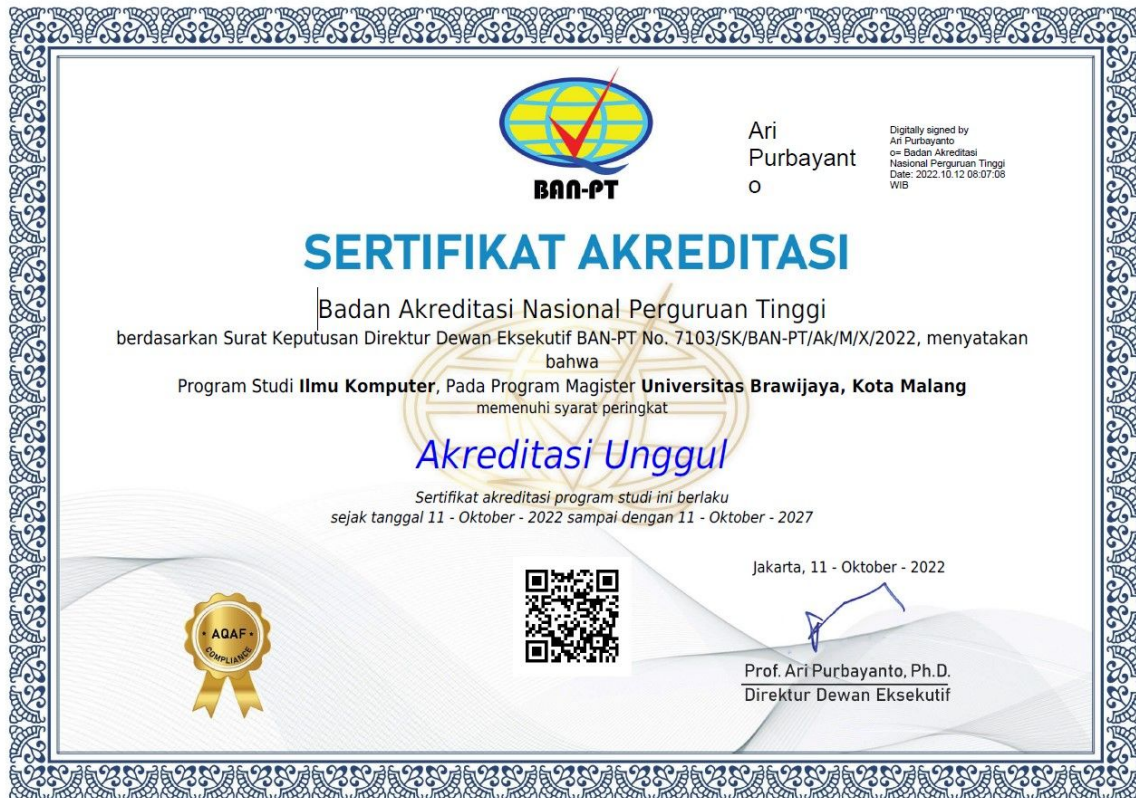 BAN-PT
Ari
Purbayant
o
Digitally signed by
Ari Purbayanto
o= Badan Akreditasi
Nasional Perguruan Tinggi
Date: 2022.10.12 08:07:08
WIB
SERTIFIKAT AKREDITASI
Badan Akreditasi Nasional Perguruan Tinggi
berdasarkan Surat Keputusan Direktur Dewan Eksekutif BAN-PT No. 7103/SK/BAN-PT/Ak/M/X/2022, menyatakan
bahwa
Program Studi Ilmu Komputer, Pada Program Magister Universitas Brawijaya, Kota Malang
memenuhi syarat peringkat
Akreditasi Unggul
Sertifikat akreditasi program studi ini berlaku
sejak tanggal 11 - Oktober - 2022 sampai dengan 11 - Oktober - 2027
Jakarta, 11 - Oktober - 2022
AQAF
COMPLIANCE
Prof. Ari Purbayanto, Ph.D.
Direktur Dewan Eksekutif